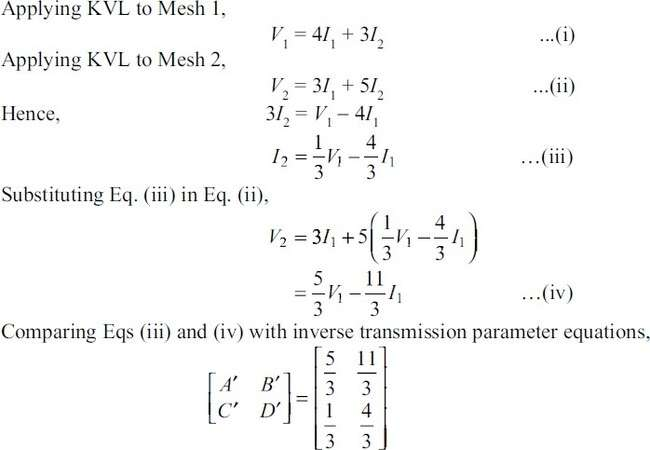 Applying KVL to Mesh 1,
V₁ = 4I₁ + 3I₂ ...(i)
Applying KVL to Mesh 2,
V₂ = 3I₁ + 5I₂ ...(ii)
Hence, 3I₂ = V₁ – 4I₁
I₂ = 1/3 V₁ – 4/3 I₁ …(iii)
Substituting Eq. (iii) in Eq. (ii),
V₂ = 3I₁ + 5(1/3 V₁ – 4/3 I₁)
= 5/3 V₁ – 11/3 I₁ …(iv)
Comparing Eqs (iii) and (iv) with inverse transmission parameter equations,
[A′ B′; C′ D′] = [5/3 11/3; 1/3 4/3]